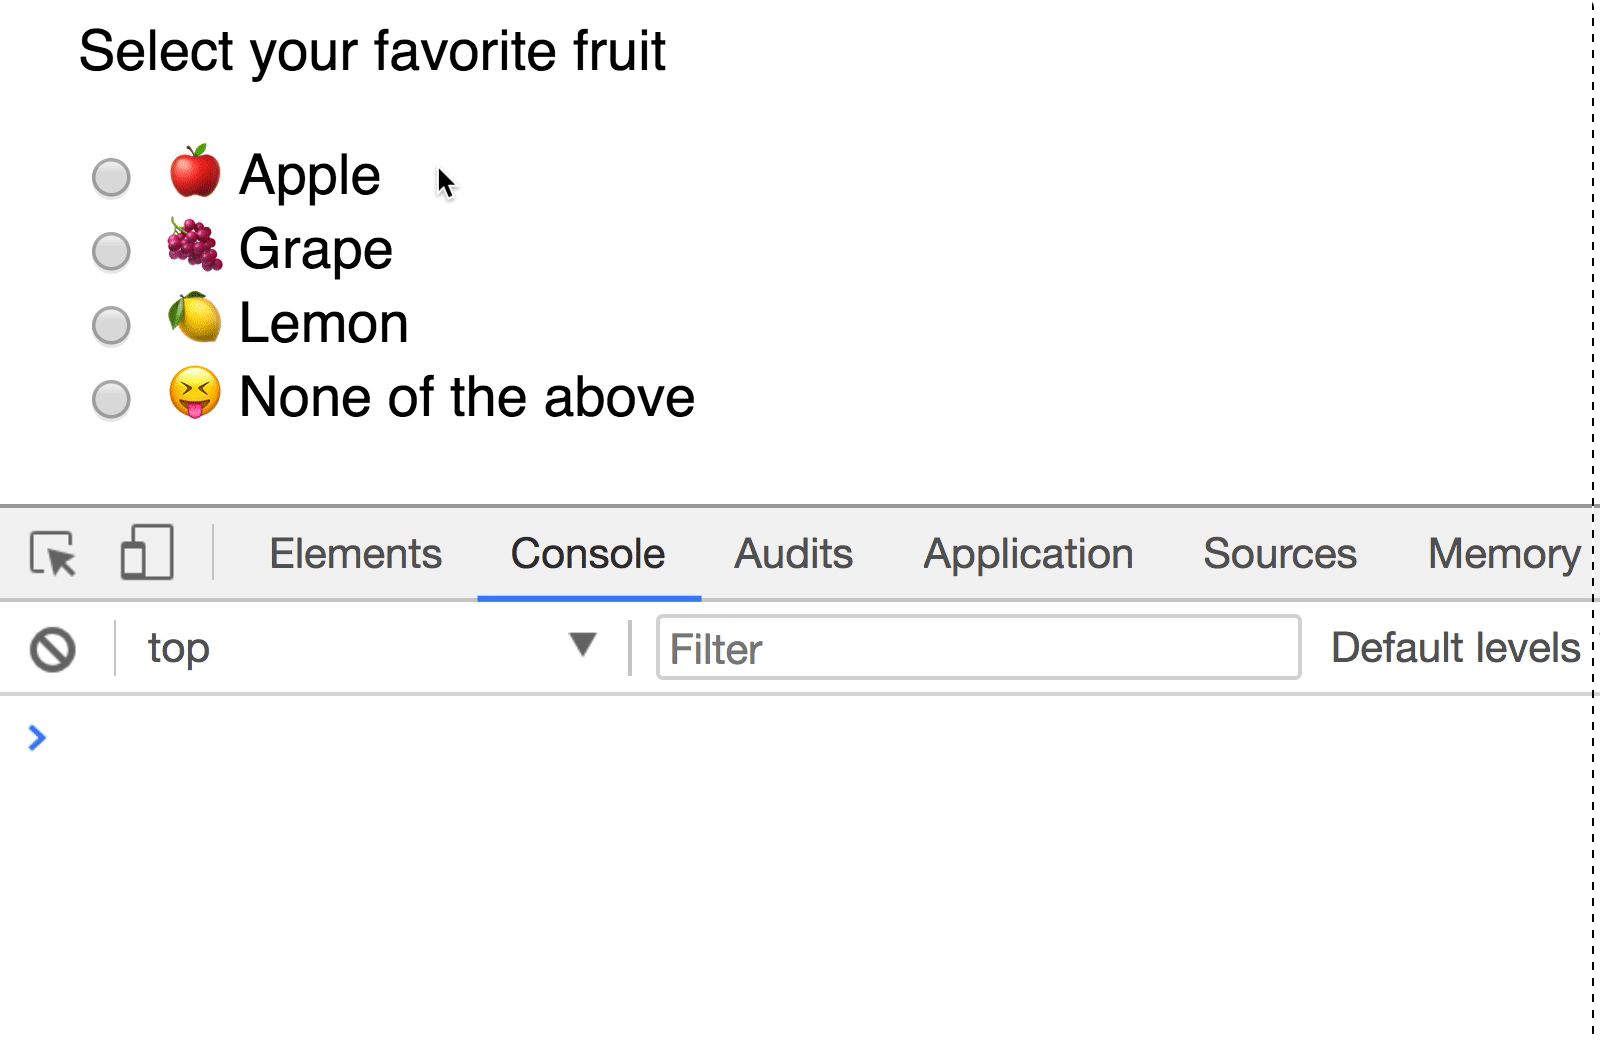 Select your favorite fruit
🍎 Apple
🍇 Grape
🍋 Lemon
😝 None of the above
Elements Console Audits Application Sources Memory
top Filter Default levels